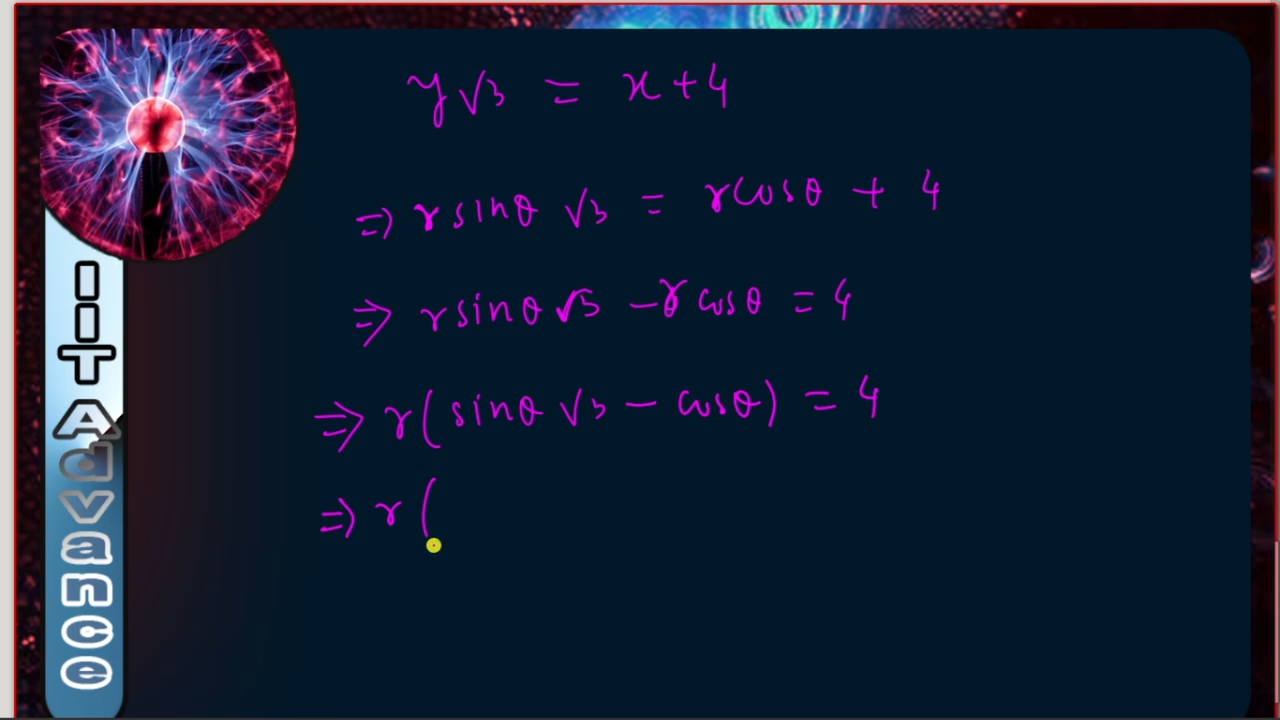 y√3 = x+4
⇒ r sinθ √3 = r cosθ + 4
⇒ r sinθ √3 − r cosθ = 4
⇒ r(sinθ √3 − cosθ) = 4
⇒ r(
IIT Advance